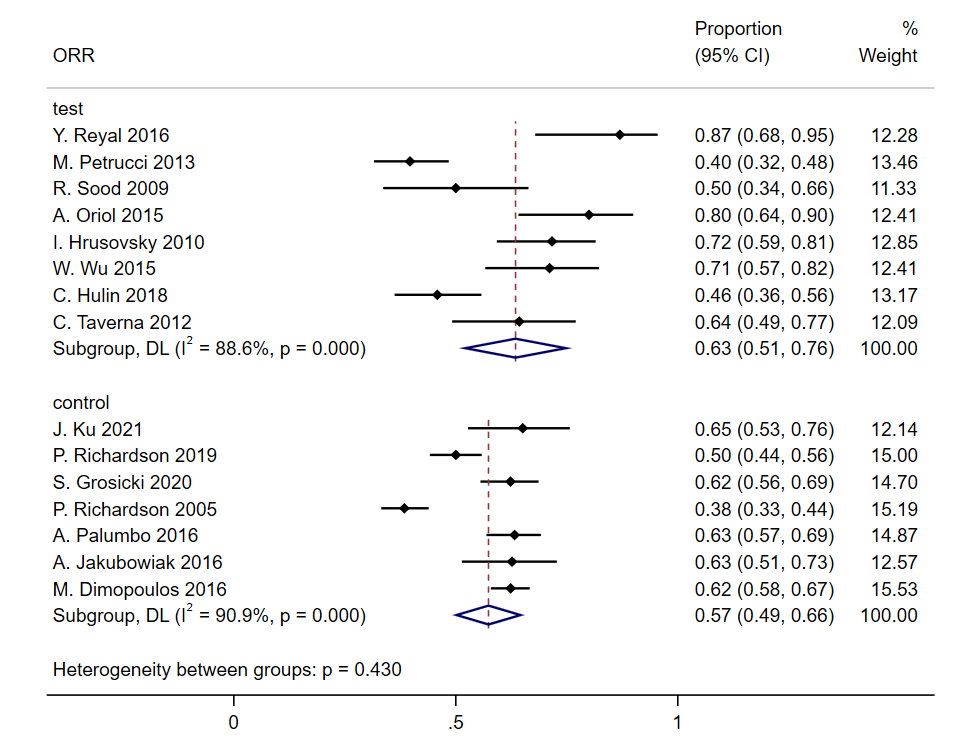 Proportion %
ORR (95% CI) Weight
test
Y. Reyal 2016 0.87 (0.68, 0.95) 12.28
M. Petrucci 2013 0.40 (0.32, 0.48) 13.46
R. Sood 2009 0.50 (0.34, 0.66) 11.33
A. Oriol 2015 0.80 (0.64, 0.90) 12.41
I. Hrusovsky 2010 0.72 (0.59, 0.81) 12.85
W. Wu 2015 0.71 (0.57, 0.82) 12.41
C. Hulin 2018 0.46 (0.36, 0.56) 13.17
C. Taverna 2012 0.64 (0.49, 0.77) 12.09
Subgroup, DL (I² = 88.6%, p = 0.000) 0.63 (0.51, 0.76) 100.00
control
J. Ku 2021 0.65 (0.53, 0.76) 12.14
P. Richardson 2019 0.50 (0.44, 0.56) 15.00
S. Grosicki 2020 0.62 (0.56, 0.69) 14.70
P. Richardson 2005 0.38 (0.33, 0.44) 15.19
A. Palumbo 2016 0.63 (0.57, 0.69) 14.87
A. Jakubowiak 2016 0.63 (0.51, 0.73) 12.57
M. Dimopoulos 2016 0.62 (0.58, 0.67) 15.53
Subgroup, DL (I² = 90.9%, p = 0.000) 0.57 (0.49, 0.66) 100.00
Heterogeneity between groups: p = 0.430
0 .5 1